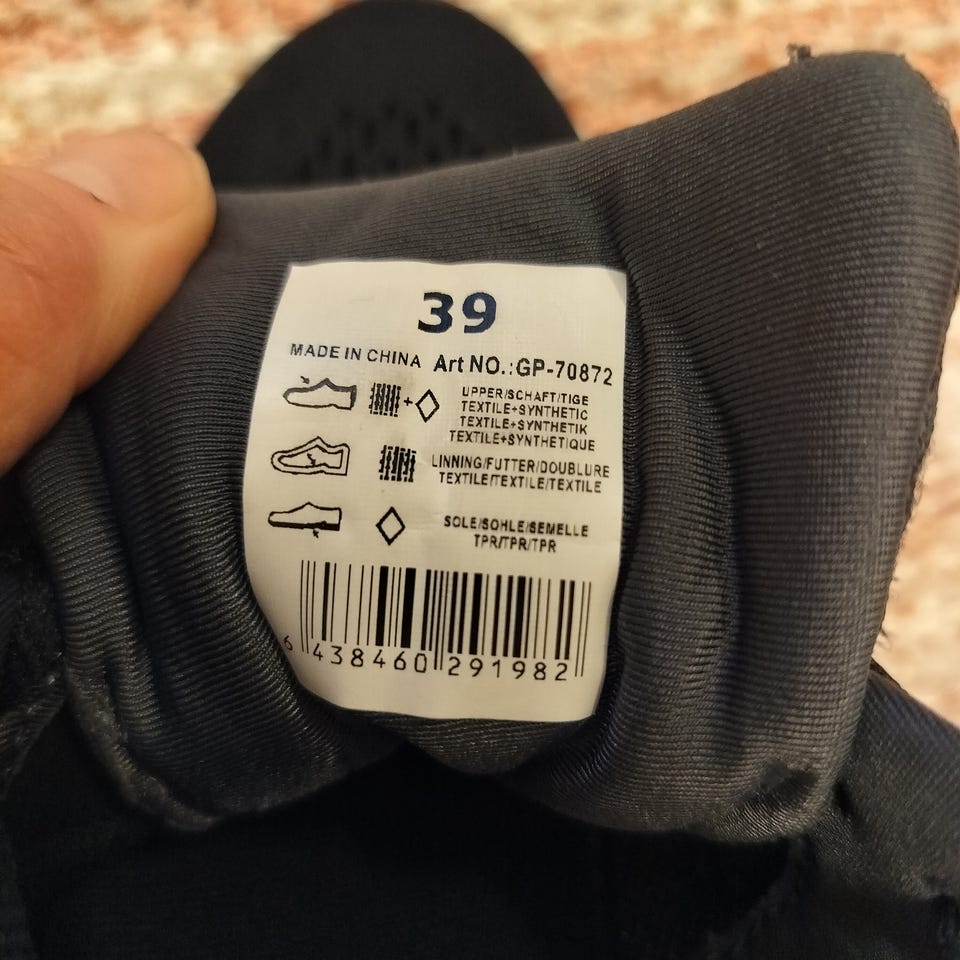 39
MADE IN CHINA Art NO.:GP-70872
UPPER/SCHAFT/TIGE
TEXTILE+SYNTHETIC
TEXTILE+SYNTHETIK
TEXTILE+SYNTHETIQUE
LINNING/FUTTER/DOUBLURE
TEXTILE/TEXTILE/TEXTILE
SOLE/SOHLE/SEMELLE
TPR/TPR/TPR
6 438460 291982